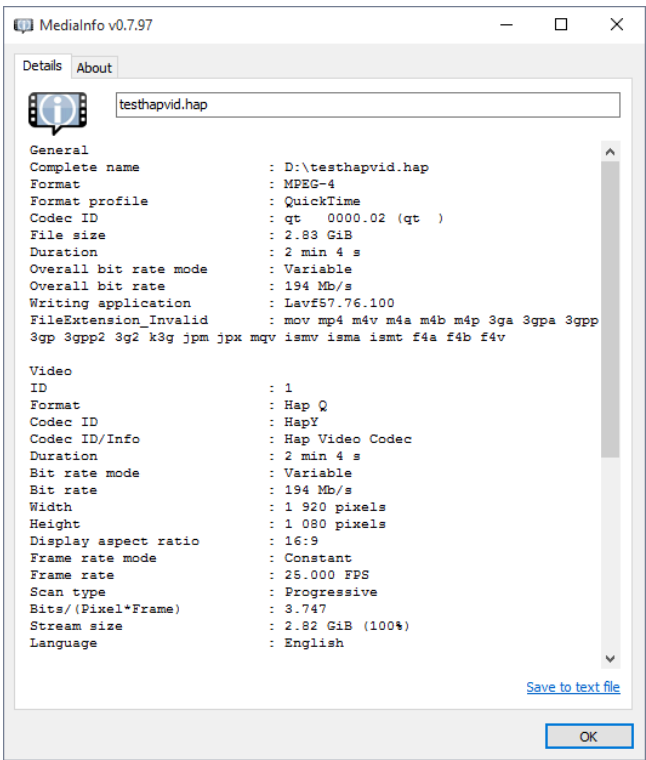 MediaInfo v0.7.97
Details About
testhapvid.hap
General
Complete name : D:\testhapvid.hap
Format : MPEG-4
Format profile : QuickTime
Codec ID : qt 0000.02 (qt )
File size : 2.83 GiB
Duration : 2 min 4 s
Overall bit rate mode : Variable
Overall bit rate : 194 Mb/s
Writing application : Lavf57.76.100
FileExtension_Invalid : mov mp4 m4v m4a m4b m4p 3ga 3gpa 3gpp
3gp 3gpp2 3g2 k3g jpm jpx mqv ismv isma ismt f4a f4b f4v
Video
ID : 1
Format : Hap Q
Codec ID : HapY
Codec ID/Info : Hap Video Codec
Duration : 2 min 4 s
Bit rate mode : Variable
Bit rate : 194 Mb/s
Width : 1 920 pixels
Height : 1 080 pixels
Display aspect ratio : 16:9
Frame rate mode : Constant
Frame rate : 25.000 FPS
Scan type : Progressive
Bits/(Pixel*Frame) : 3.747
Stream size : 2.82 GiB (100%)
Language : English
Save to text file
OK